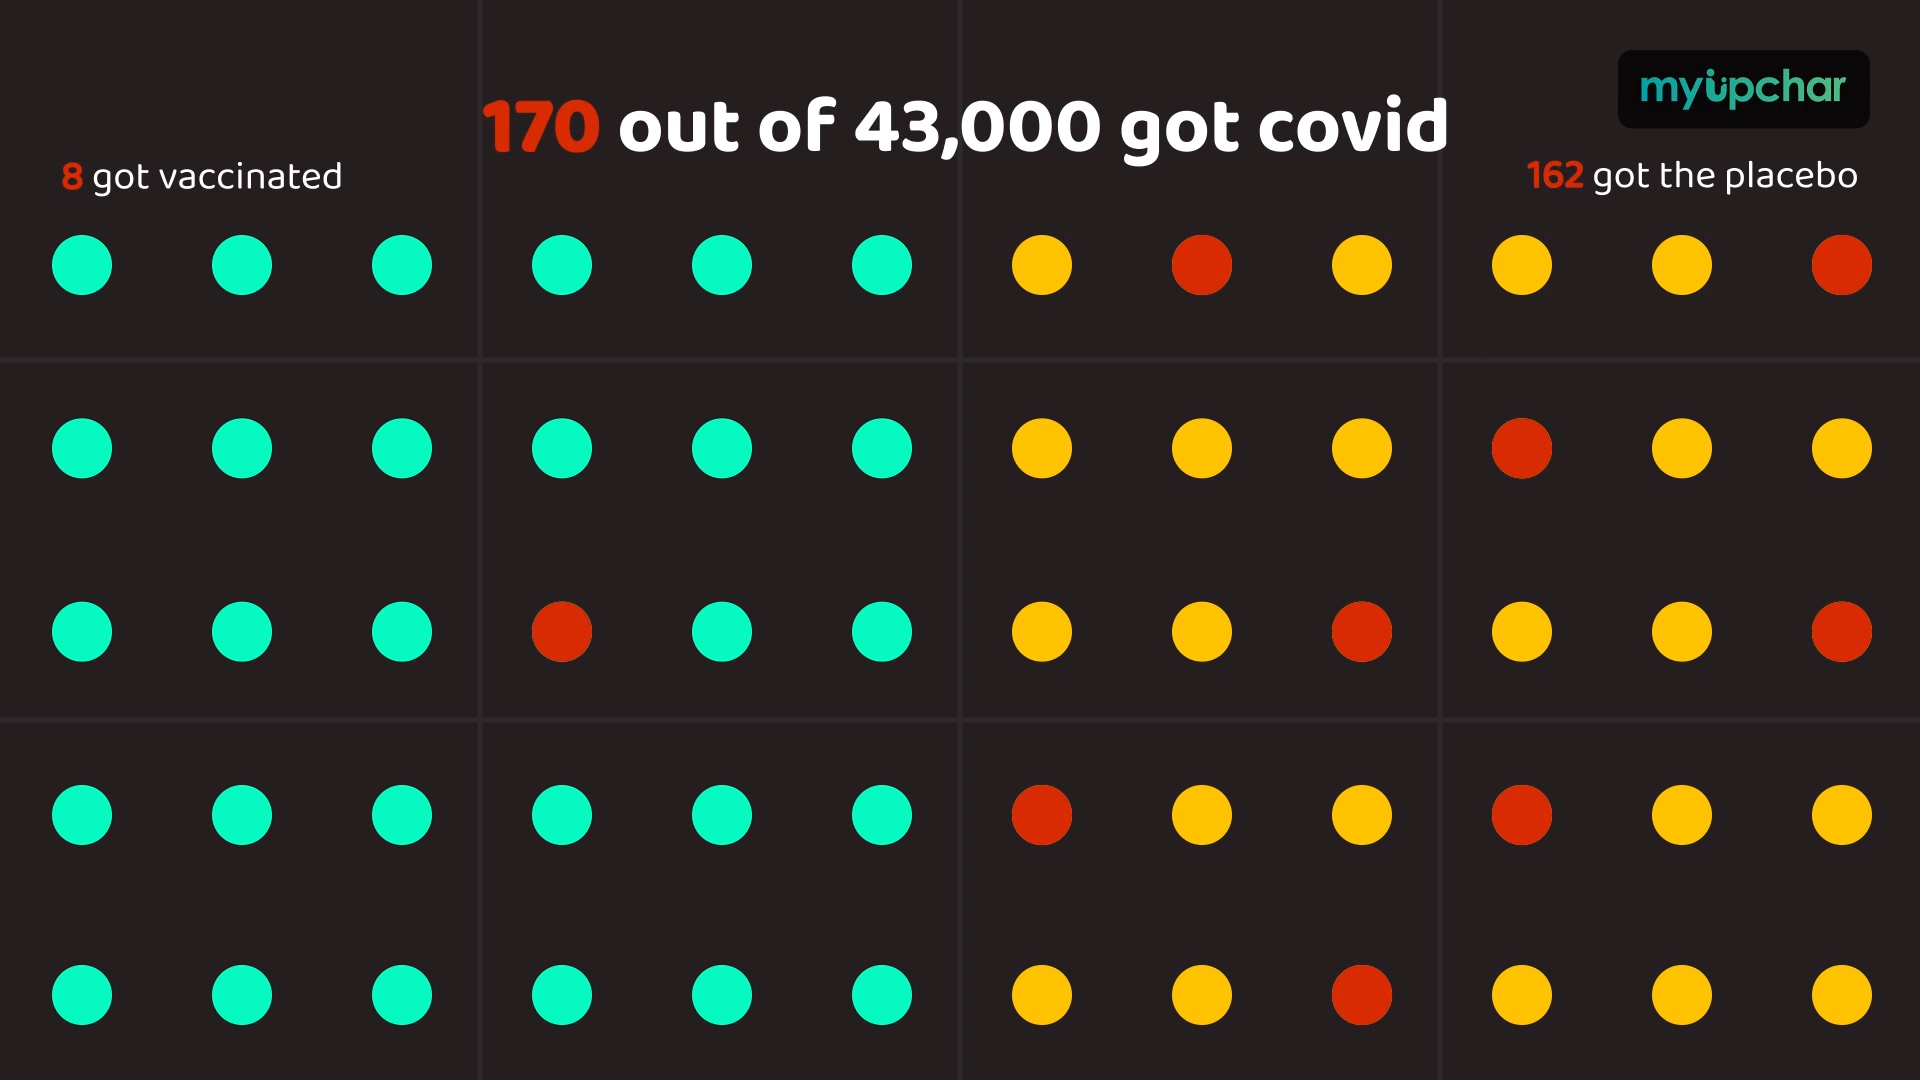 myupchar
170 out of 43,000 got covid
8 got vaccinated
162 got the placebo